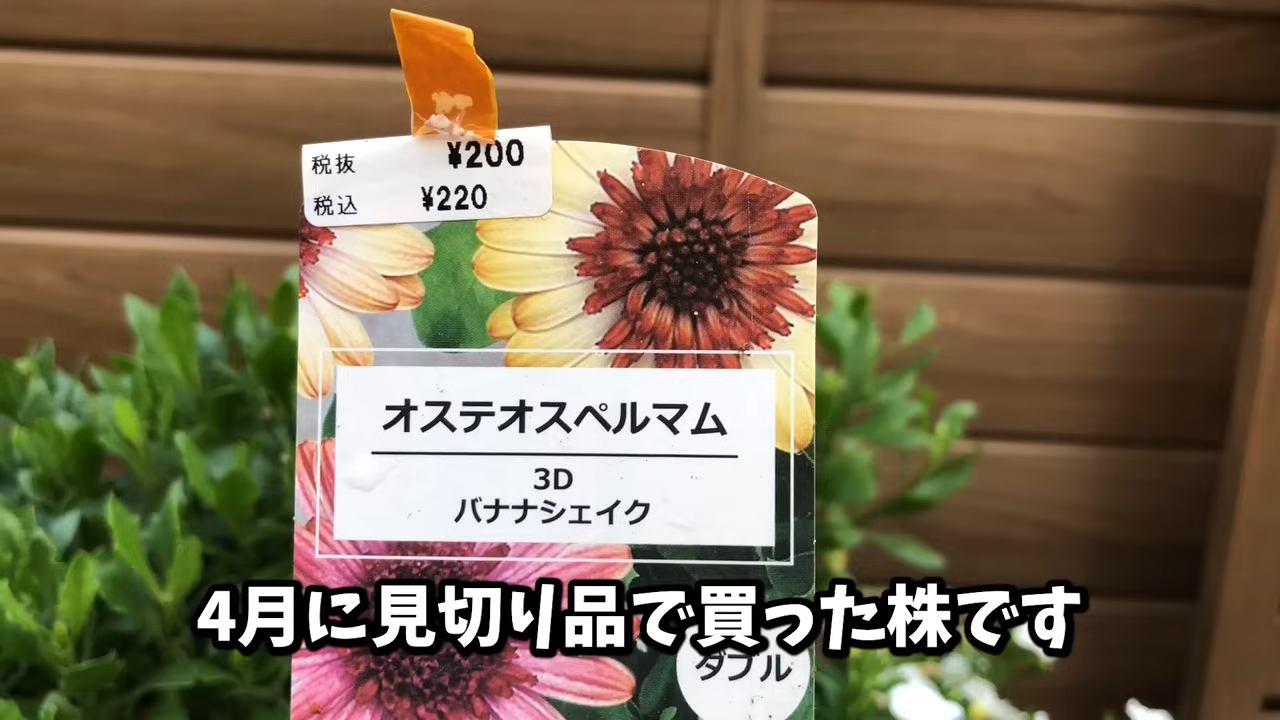 税抜 ¥200
税込 ¥220
オステオスペルマム
3D
バナナシェイク
4月に見切り品で買った株です
ダブル